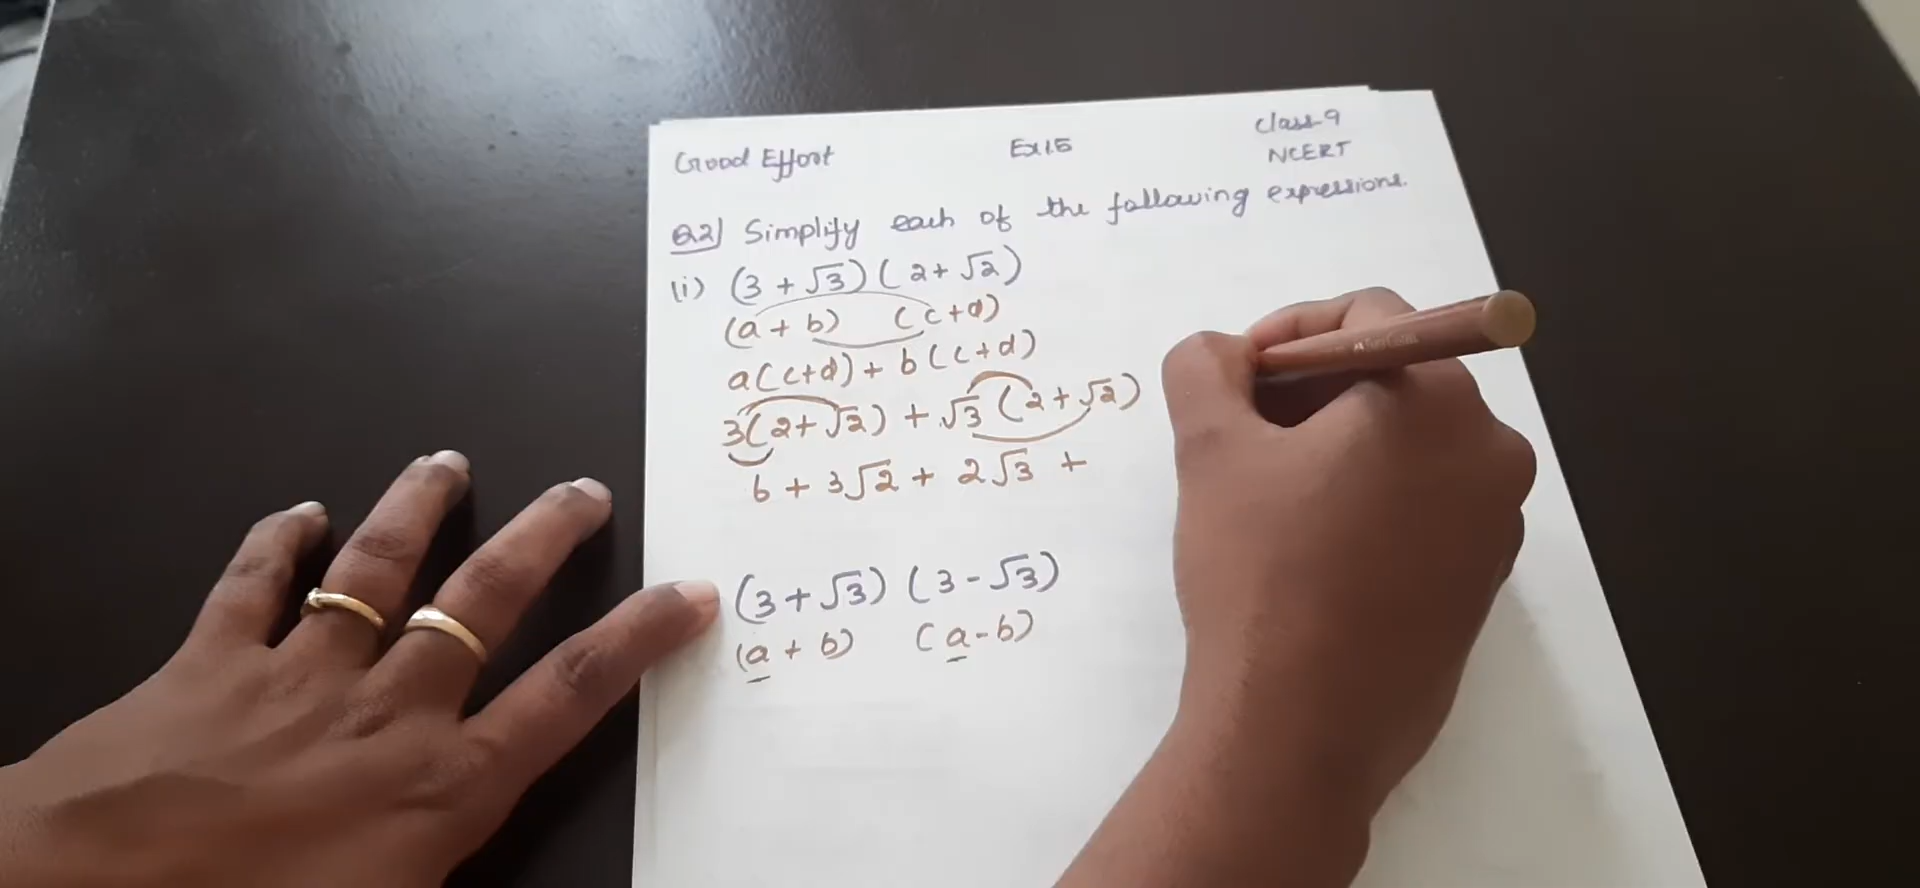 Good Effort Ex1.5 Class-9
NCERT
Q2) Simplify each of the following expressions.
(i) (3 + √3)(2 + √2)
(a + b) (c + d)
a(c+d) + b(c+d)
3(2+√2) + √3(2+√2)
6 + 3√2 + 2√3 +
(3+√3) (3-√3)
(a + b) (a-b)